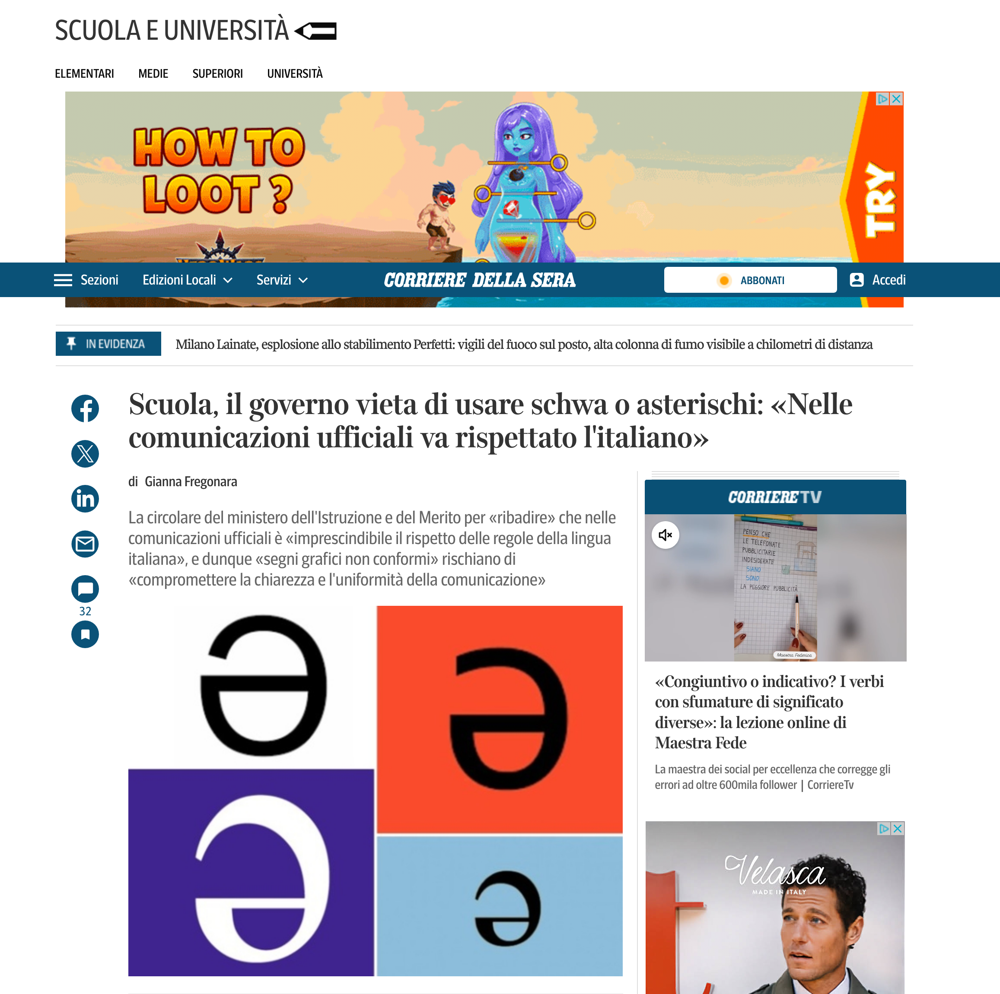 SCUOLA E UNIVERSITÀ
ELEMENTARI MEDIE SUPERIORI UNIVERSITÀ
HOW TO
LOOT ?
TRY
Sezioni Edizioni Locali Servizi CORRIERE DELLA SERA ABBONATI Accedi
IN EVIDENZA Milano Lainate, esplosione allo stabilimento Perfetti: vigili del fuoco sul posto, alta colonna di fumo visibile a chilometri di distanza
Scuola, il governo vieta di usare schwa o asterischi: «Nelle
comunicazioni ufficiali va rispettato l'italiano»
di Gianna Fregonara
La circolare del ministero dell'Istruzione e del Merito per «ribadire» che nelle
comunicazioni ufficiali è «imprescindibile il rispetto delle regole della lingua
italiana», e dunque «segni grafici non conformi» rischiano di
«compromettere la chiarezza e l'uniformità della comunicazione»
32
ə
ə
ə
ə
CORRIERE TV
PENSO CHE
LE TELEFONATE
PUBBLICITARIE
INDESIDERATE
SIANO
SONO
LA PEGGIORE PUBBLICITÀ
Maestra Federica
«Congiuntivo o indicativo? I verbi
con sfumature di significato
diverse»: la lezione online di
Maestra Fede
La maestra dei social per eccellenza che corregge gli
errori ad oltre 600mila follower | CorriereTv
Velasca
MADE IN ITALY